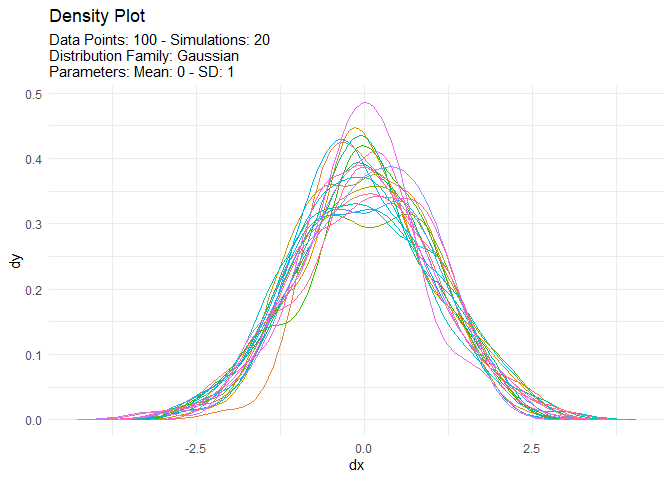 Density Plot
Data Points: 100 - Simulations: 20
Distribution Family: Gaussian
Parameters: Mean: 0 - SD: 1
0.5
0.4
0.3
0.2
0.1
0.0
dy
-2.5
0.0
2.5
dx